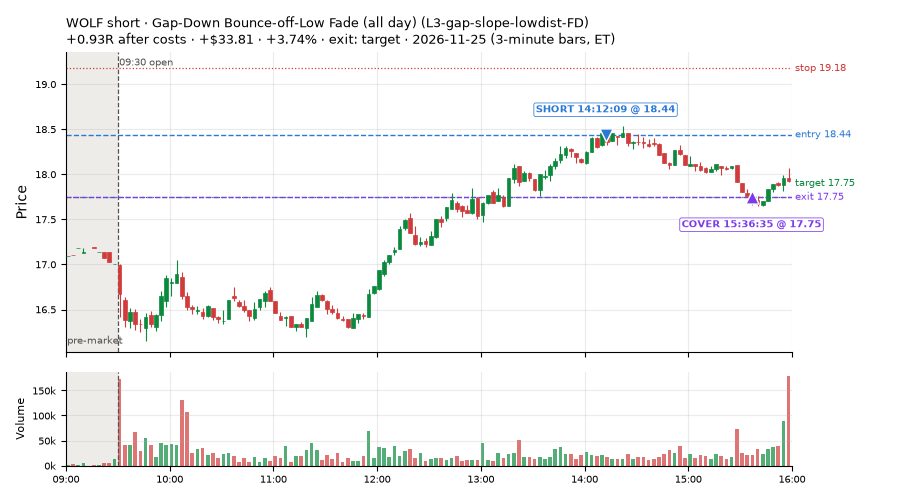 WOLF short · Gap-Down Bounce-off-Low Fade (all day) (L3-gap-slope-lowdist-FD)
+0.93R after costs · +$33.81 · +3.74% · exit: target · 2026-11-25 (3-minute bars, ET)
09:30 open
stop 19.18
19.0
SHORT 14:12:09 @ 18.44
18.5
entry 18.44
18.0
target 17.75
exit 17.75
17.5
COVER 15:36:35 @ 17.75
17.0
16.5
pre-market
Price
150k
100k
50k
0k
Volume
09:00 10:00 11:00 12:00 13:00 14:00 15:00 16:00